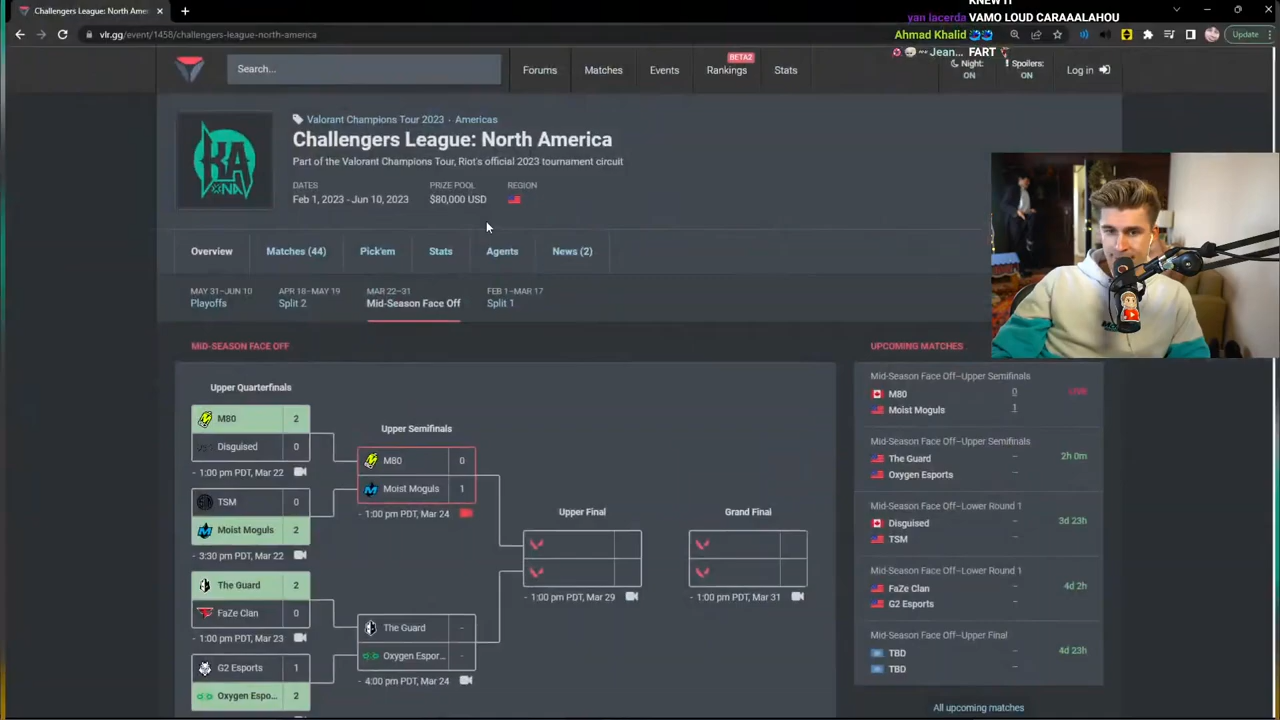 Challengers League: North Ame
KNEW IT
yan lacerda VAMO LOUD CARAAALAHOU
Ahmad Khalid
Jean... FART
vlr.gg/event/1458/challengers-league-north-america
Update
Search...
Forums
Matches
Events
BETA2
Rankings
Stats
Night:
ON
Spoilers:
ON
Log in
Valorant Champions Tour 2023 · Americas
Challengers League: North America
Part of the Valorant Champions Tour, Riot's official 2023 tournament circuit
DATES PRIZE POOL REGION
Feb 1, 2023 - Jun 10, 2023 $80,000 USD
NA
Overview Matches (44) Pick'em Stats Agents News (2)
MAY 31—JUN 10 APR 18—MAY 19 MAR 22—31 FEB 1—MAR 17
Playoffs Split 2 Mid-Season Face Off Split 1
MID-SEASON FACE OFF
Upper Quarterfinals
M80 2
Disguised 0
- 1:00 pm PDT, Mar 22
TSM 0
Moist Moguls 2
- 3:30 pm PDT, Mar 22
The Guard 2
FaZe Clan 0
- 1:00 pm PDT, Mar 23
G2 Esports 1
Oxygen Espo... 2
Upper Semifinals
M80 0
Moist Moguls 1
- 1:00 pm PDT, Mar 24
The Guard -
Oxygen Espor... -
- 4:00 pm PDT, Mar 24
Upper Final
- 1:00 pm PDT, Mar 29
Grand Final
- 1:00 pm PDT, Mar 31
UPCOMING MATCHES
Mid-Season Face Off–Upper Semifinals
M80 0 LIVE
Moist Moguls 1
Mid-Season Face Off–Upper Semifinals
The Guard – 2h 0m
Oxygen Esports –
Mid-Season Face Off–Lower Round 1
Disguised – 3d 23h
TSM –
Mid-Season Face Off–Lower Round 1
FaZe Clan – 4d 2h
G2 Esports –
Mid-Season Face Off–Upper Final
TBD – 4d 23h
TBD –
All upcoming matches